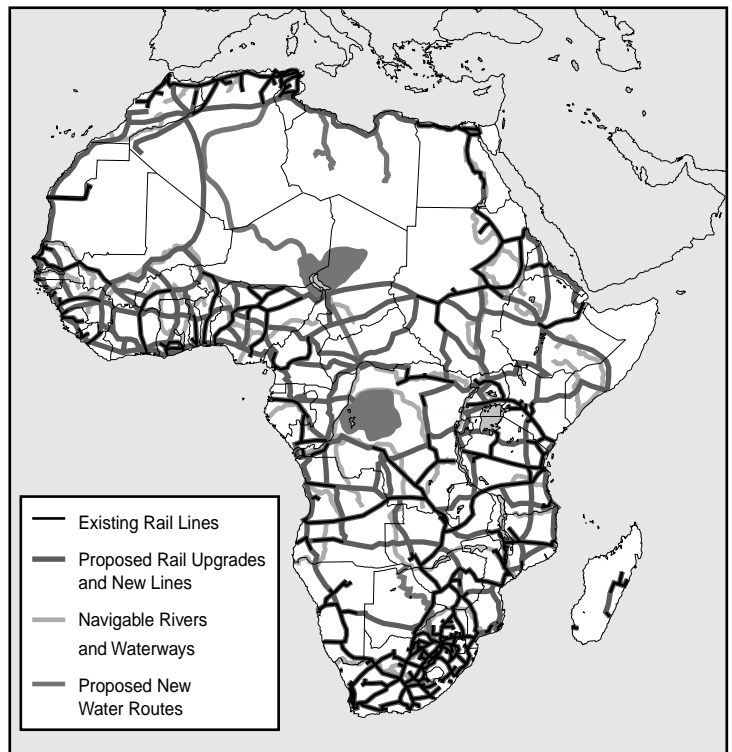 Existing Rail Lines
Proposed Rail Upgrades
and New Lines
Navigable Rivers
and Waterways
Proposed New
Water Routes